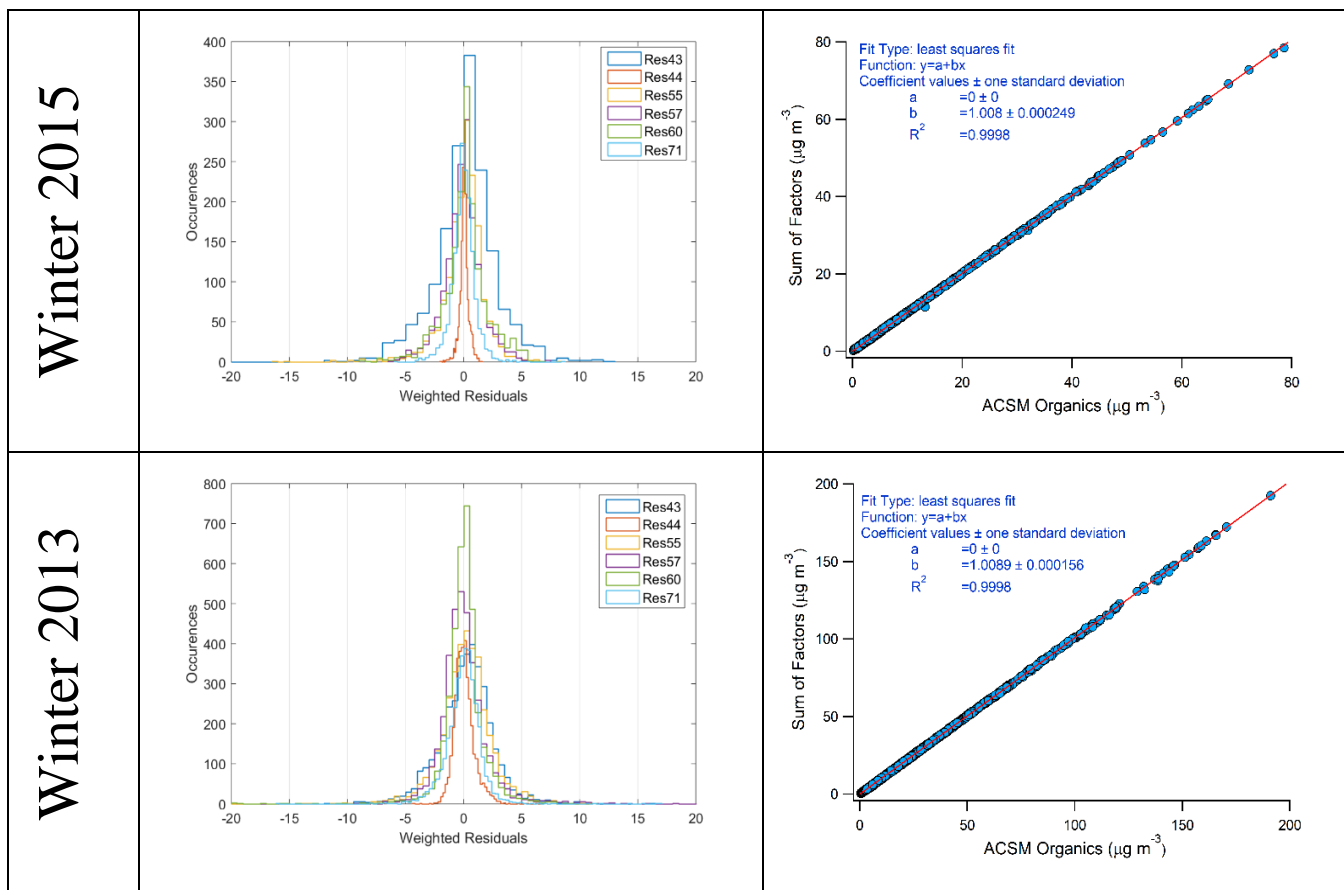 Winter 2015
400
350
300
250
200
150
100
50
0
Occurences
-20 -15 -10 -5 0 5 10 15 20
Weighted Residuals
Res43
Res44
Res55
Res57
Res60
Res71
80
60
40
20
0
Sum of Factors (µg m⁻³)
Fit Type: least squares fit
Function: y=a+bx
Coefficient values ± one standard deviation
a =0 ± 0
b =1.008 ± 0.000249
R² =0.9998
0 20 40 60 80
ACSM Organics (µg m⁻³)
Winter 2013
800
700
600
500
400
300
200
100
0
Occurences
-20 -15 -10 -5 0 5 10 15 20
Weighted Residuals
Res43
Res44
Res55
Res57
Res60
Res71
200
150
100
50
0
Sum of Factors (µg m⁻³)
Fit Type: least squares fit
Function: y=a+bx
Coefficient values ± one standard deviation
a =0 ± 0
b =1.0089 ± 0.000156
R² =0.9998
0 50 100 150 200
ACSM Organics (µg m⁻³)